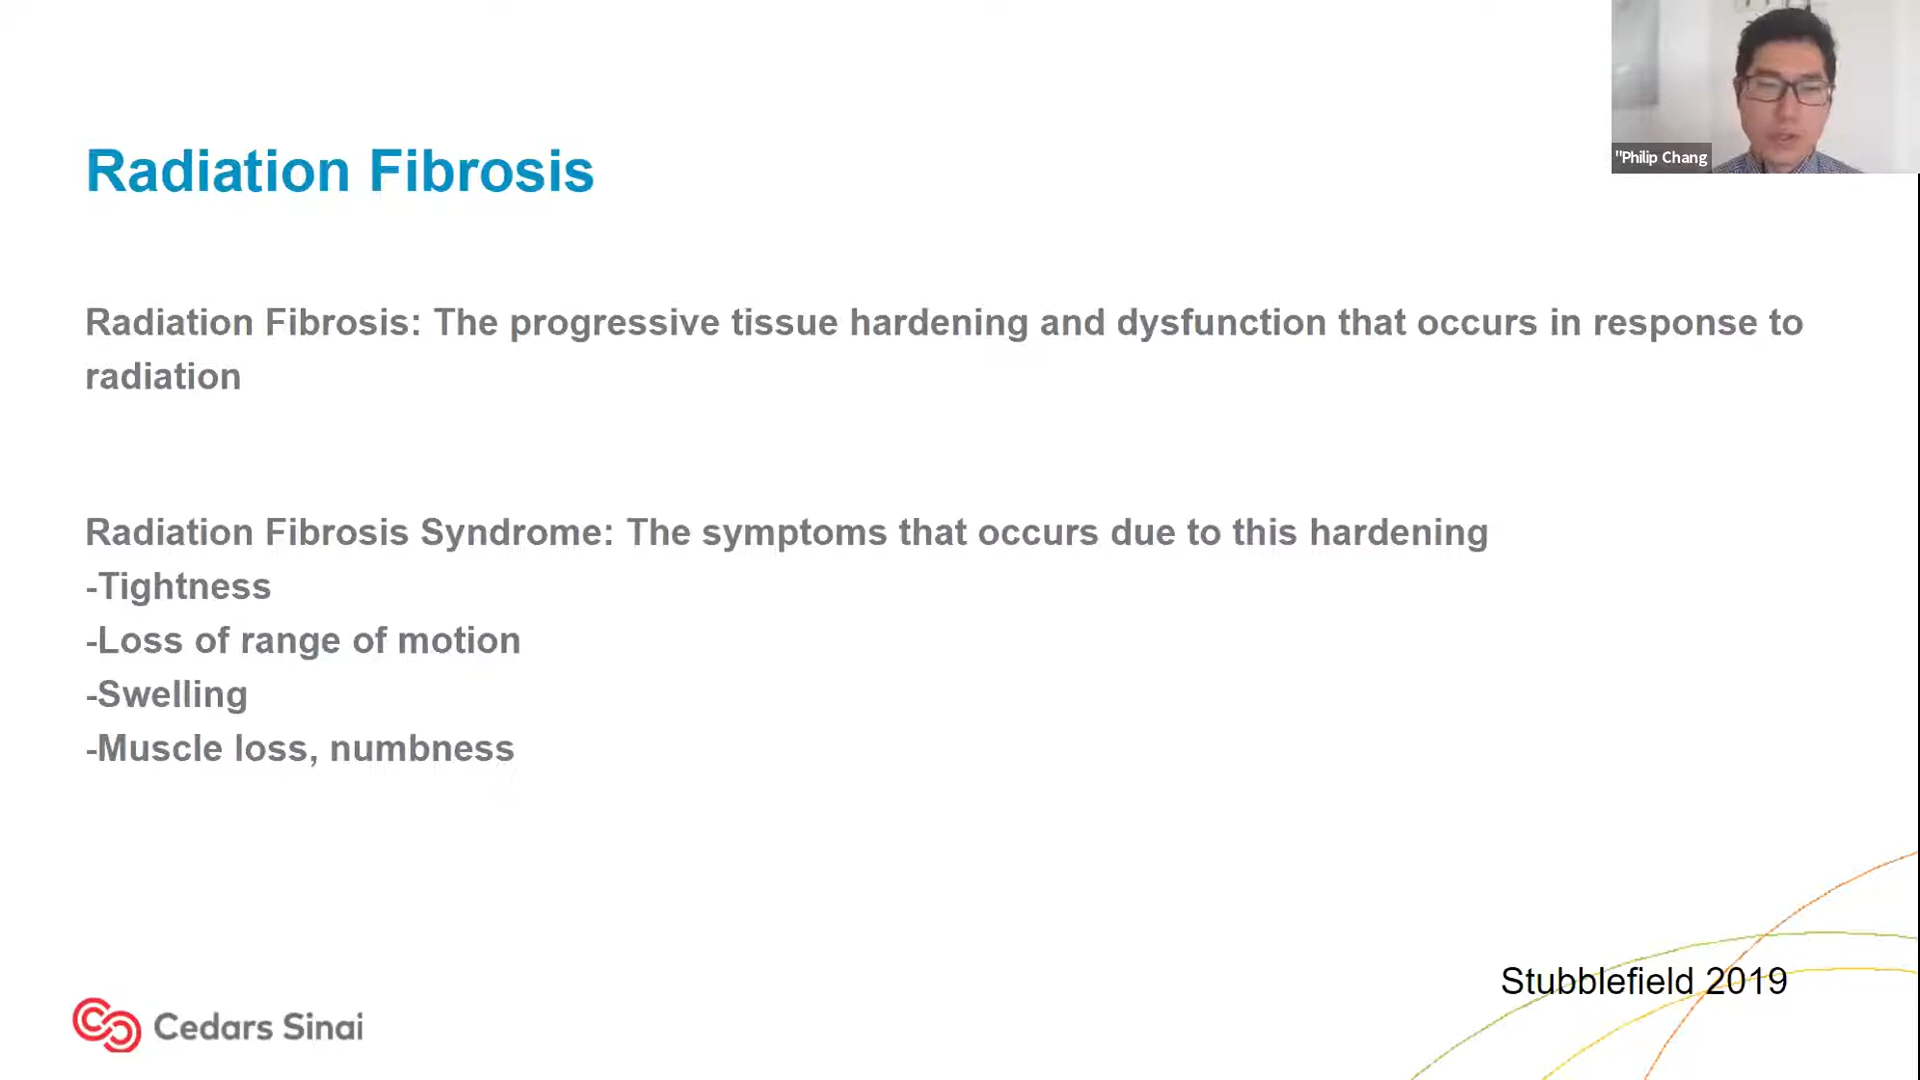 "Philip Chang
Radiation Fibrosis
Radiation Fibrosis: The progressive tissue hardening and dysfunction that occurs in response to
radiation
Radiation Fibrosis Syndrome: The symptoms that occurs due to this hardening
-Tightness
-Loss of range of motion
-Swelling
-Muscle loss, numbness
Stubblefield 2019
Cedars Sinai